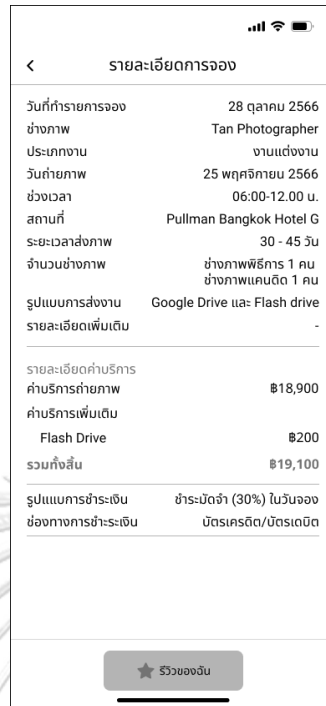 รายละเอียดการจอง
วันที่ทำรายการจอง 28 ตุลาคม 2566
ช่างภาพ Tan Photographer
ประเภทงาน งานแต่งงาน
วันถ่ายภาพ 25 พฤศจิกายน 2566
ช่วงเวลา 06:00-12.00 น.
สถานที่ Pullman Bangkok Hotel G
ระยะเวลาส่งภาพ 30 - 45 วัน
จำนวนช่างภาพ ช่างภาพพิธีการ 1 คน
ช่างภาพแคนดิด 1 คน
รูปแบบการส่งงาน Google Drive และ Flash drive
รายละเอียดเพิ่มเติม -
รายละเอียดค่าบริการ
ค่าบริการถ่ายภาพ ฿18,900
ค่าบริการเพิ่มเติม
Flash Drive ฿200
รวมทั้งสิ้น ฿19,100
รูปแแบการชำระเงิน ชำระมัดจำ (30%) ในวันจอง
ช่องทางการชำะระเงิน บัตรเครดิต/บัตรเดบิต
รีวิวของฉัน